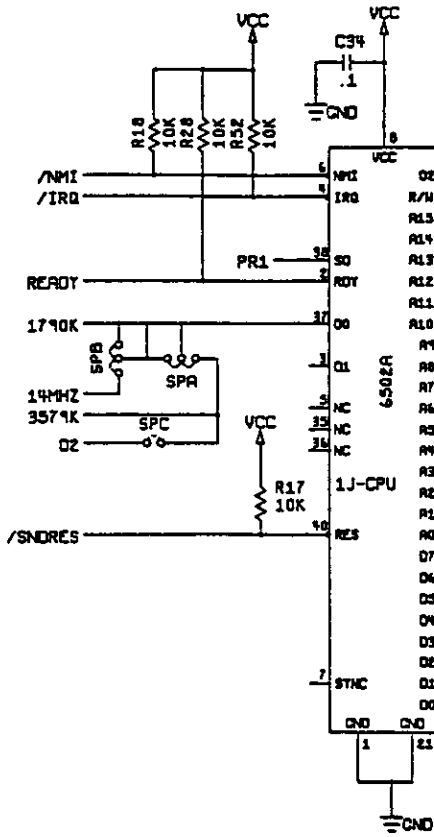 VCC
VCC
C34
.1
GND
R18
10K
R28
10K
R52
10K
8
VCC
/NMI
6
NMI
02
/IRQ
4
IRQ
R/W
A15
A14
PR1
38
SO
A13
READY
2
RDY
A12
A11
1790K
37
00
A10
A9
SPB
3
01
A8
SPA
A7
14MHZ
6502A
5
NC
A6
3579K
SPC
35
NC
A5
02
36
NC
A4
VCC
A3
R17
10K
1J-CPU
A2
A1
/SNDRES
40
RES
A0
D7
D6
D5
D4
D3
D2
7
SYNC
D1
D0
GND
GND
1
21
GND